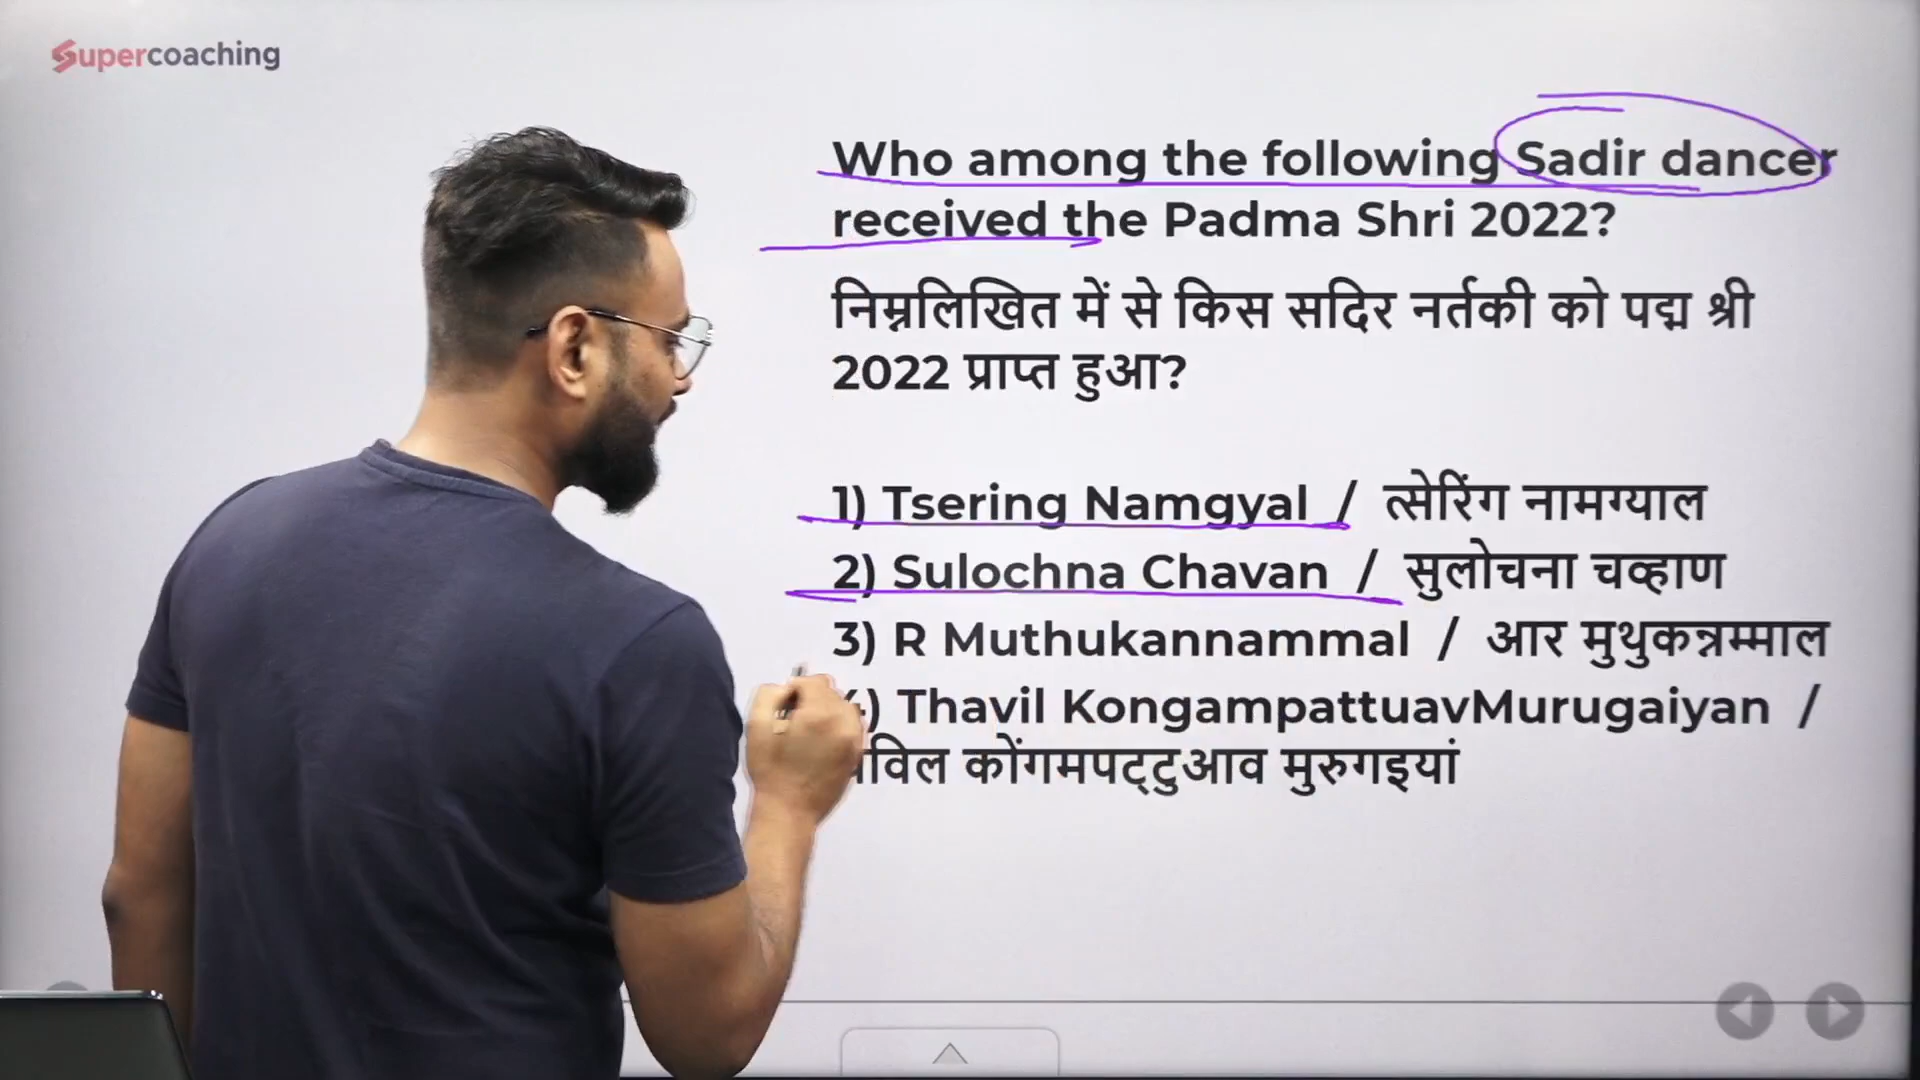 Supercoaching
Who among the following Sadir dancer
received the Padma Shri 2022?
निम्नलिखित में से किस सदिर नर्तकी को पद्म श्री
2022 प्राप्त हुआ?
1) Tsering Namgyal / त्सेरिंग नामग्याल
2) Sulochna Chavan / सुलोचना चव्हाण
3) R Muthukannammal / आर मुथुकन्नम्माल
) Thavil KongampattuavMurugaiyan /
कोंगमपट्टुआव मुरुगइयां